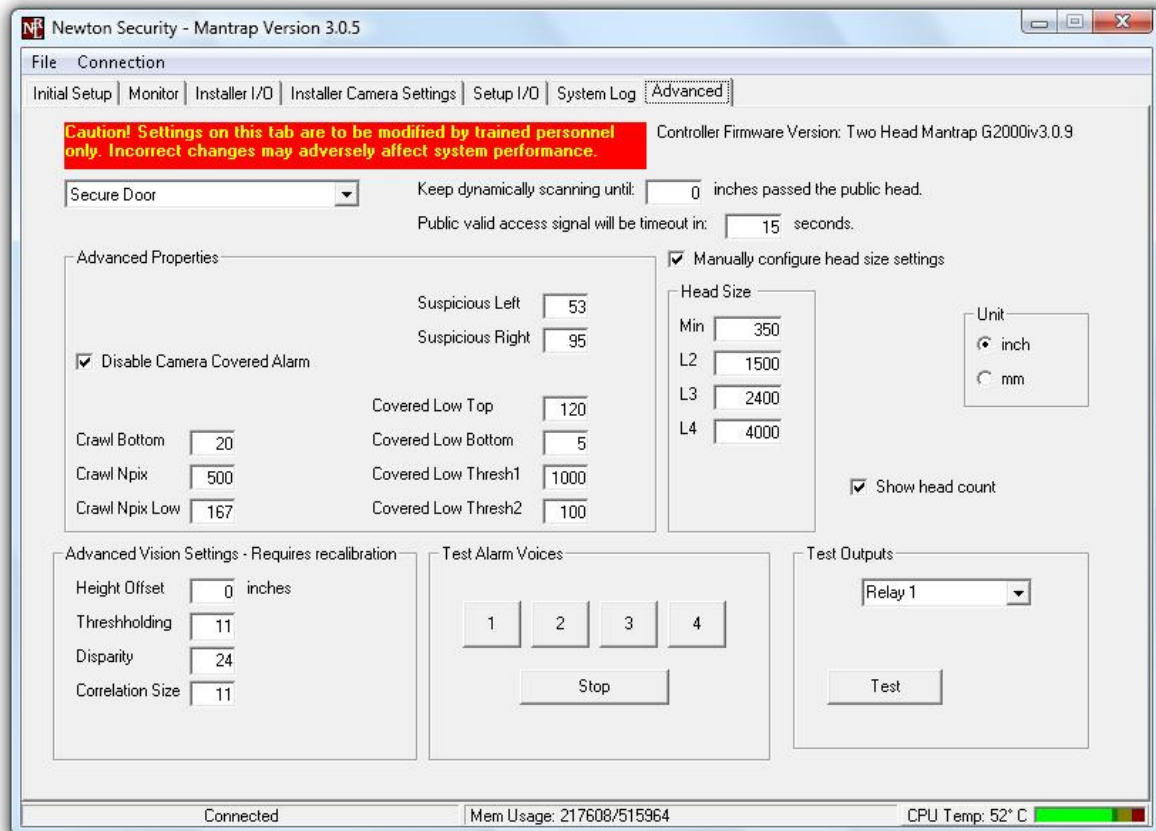 Newton Security - Mantrap Version 3.0.5
File Connection
Initial Setup Monitor Installer I/O Installer Camera Settings Setup I/O System Log Advanced
Caution! Settings on this tab are to be modified by trained personnel
only. Incorrect changes may adversely affect system performance.
Controller Firmware Version: Two Head Mantrap G2000iv3.0.9
Secure Door
Keep dynamically scanning until: 0 inches passed the public head.
Public valid access signal will be timeout in: 15 seconds.
Advanced Properties
Suspicious Left 53
Suspicious Right 95
Disable Camera Covered Alarm
Covered Low Top 120
Crawl Bottom 20
Covered Low Bottom 5
Crawl Npix 500
Covered Low Thresh1 1000
Crawl Npix Low 167
Covered Low Thresh2 100
Manually configure head size settings
Head Size
Min 350
L2 1500
L3 2400
L4 4000
Unit
inch
mm
Show head count
Advanced Vision Settings - Requires recalibration
Height Offset 0 inches
Threshholding 11
Disparity 24
Correlation Size 11
Test Alarm Voices
1 2 3 4
Stop
Test Outputs
Relay 1
Test
Connected
Mem Usage: 217608/515964
CPU Temp: 52° C